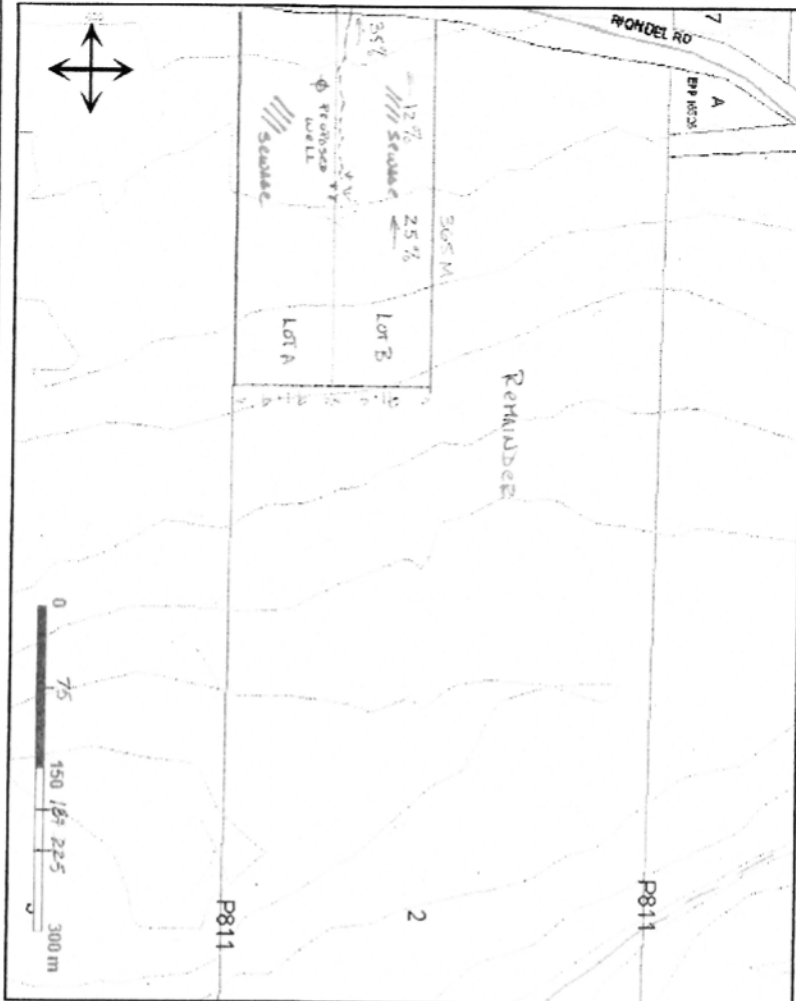 RIONDEL RD
7
A
35%
12%
SEWAGE
PROPOSED
WELL
SEWAGE
25%
365 M
LOT B
LOT A
REMAINDER
0
75
150 187 225
300 m
P811
2
P811